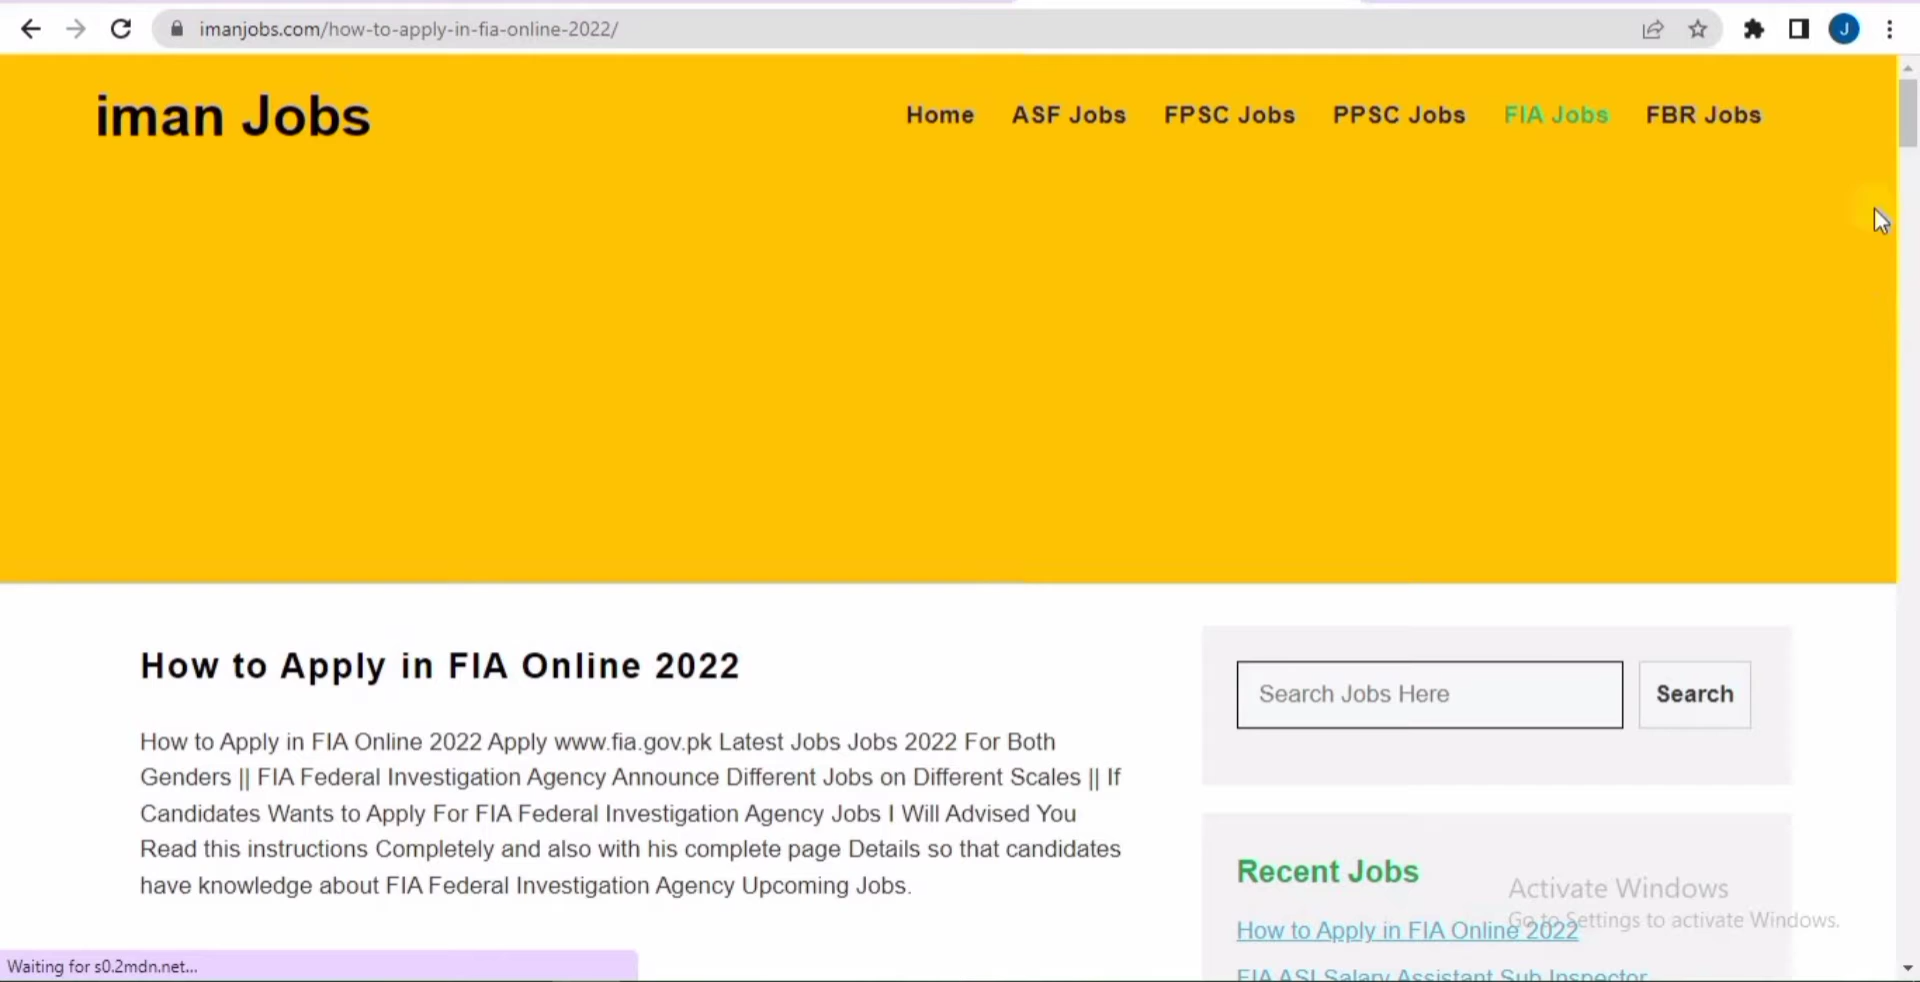 imanjobs.com/how-to-apply-in-fia-online-2022/
J
iman Jobs
Home ASF Jobs FPSC Jobs PPSC Jobs FIA Jobs FBR Jobs
How to Apply in FIA Online 2022
How to Apply in FIA Online 2022 Apply www.fia.gov.pk Latest Jobs Jobs 2022 For Both
Genders || FIA Federal Investigation Agency Announce Different Jobs on Different Scales || If
Candidates Wants to Apply For FIA Federal Investigation Agency Jobs I Will Advised You
Read this instructions Completely and also with his complete page Details so that candidates
have knowledge about FIA Federal Investigation Agency Upcoming Jobs.
Search Jobs Here
Search
Recent Jobs
How to Apply in FIA Online 2022
FIA ASI Salary Assistant Sub Inspector
Activate Windows
Go to Settings to activate Windows.
Waiting for s0.2mdn.net...